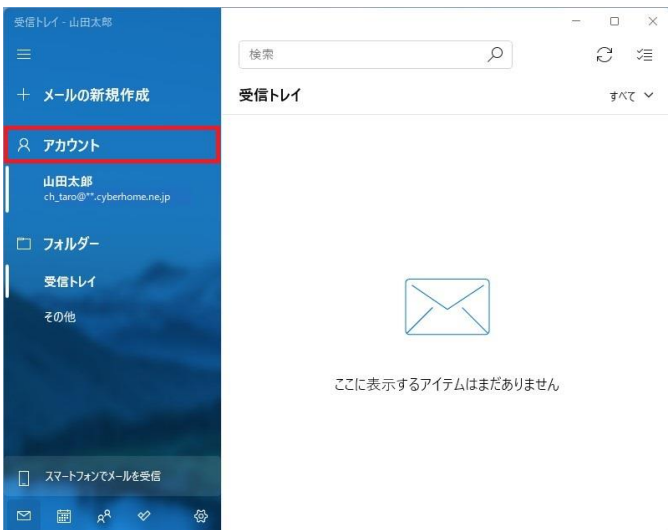 受信トレイ - 山田太郎
検索
メールの新規作成
受信トレイ
すべて
アカウント
山田太郎
ch_taro@**.cyberhome.ne.jp
フォルダー
受信トレイ
その他
ここに表示するアイテムはまだありません
スマートフォンでメールを受信